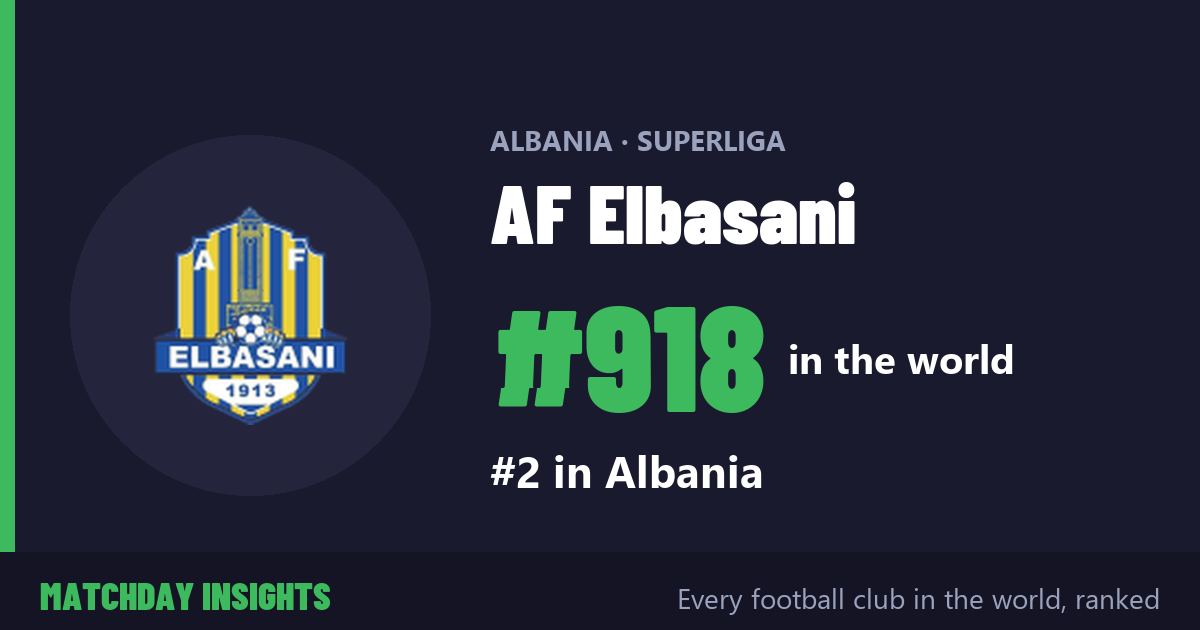 ALBANIA · SUPERLIGA
AF Elbasani
A F
ELBASANI
1913
#918 in the world
#2 in Albania
MATCHDAY INSIGHTS
Every football club in the world, ranked